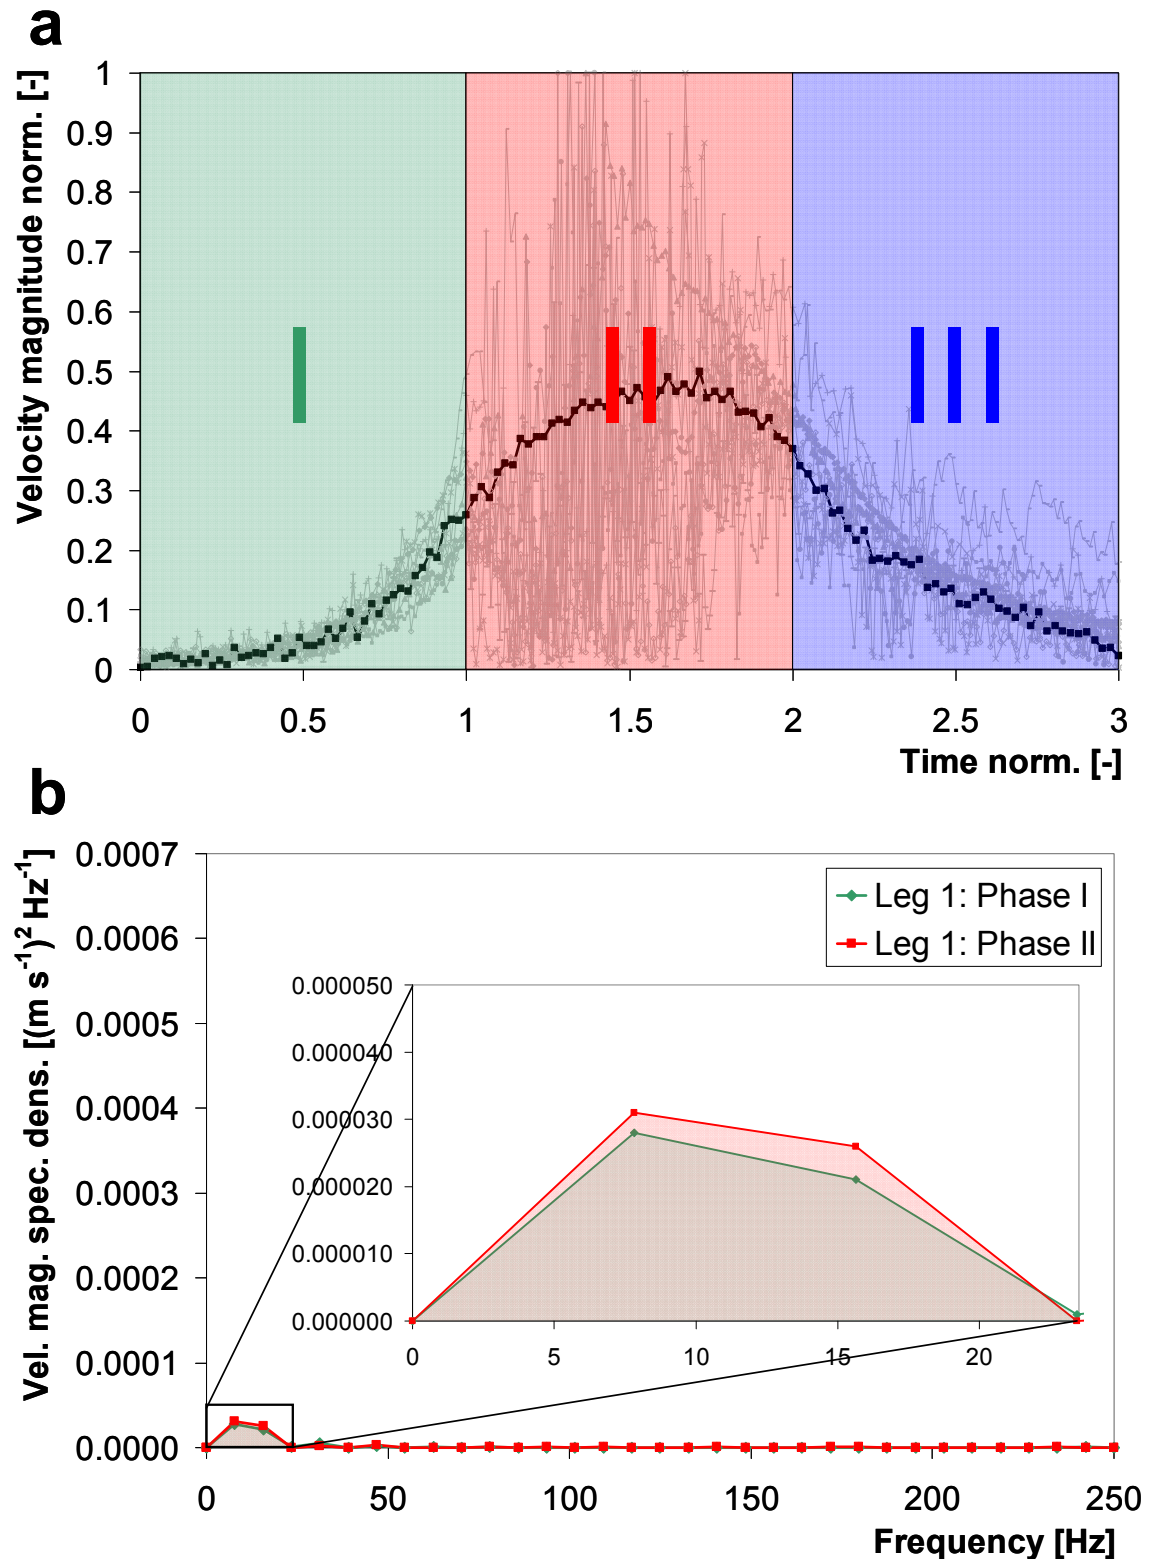 a
Velocity magnitude norm. [-]
1
0.9
0.8
0.7
0.6
0.5
0.4
0.3
0.2
0.1
0
I
II
III
0 0.5 1 1.5 2 2.5 3
Time norm. [-]
b
Vel. mag. spec. dens. [(m s-1)2 Hz-1]
0.0007
0.0006
0.0005
0.0004
0.0003
0.0002
0.0001
0.0000
Leg 1: Phase I
Leg 1: Phase II
0.000050
0.000040
0.000030
0.000020
0.000010
0.000000
0 5 10 15 20
0 50 100 150 200 250
Frequency [Hz]